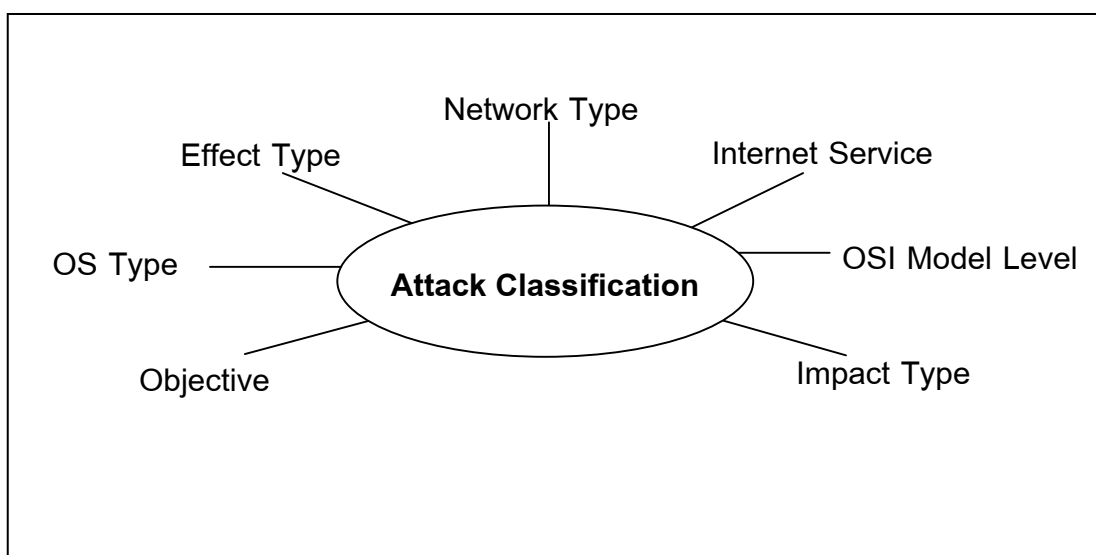 Network Type
Effect Type
Internet Service
OS Type
OSI Model Level
Attack Classification
Objective
Impact Type